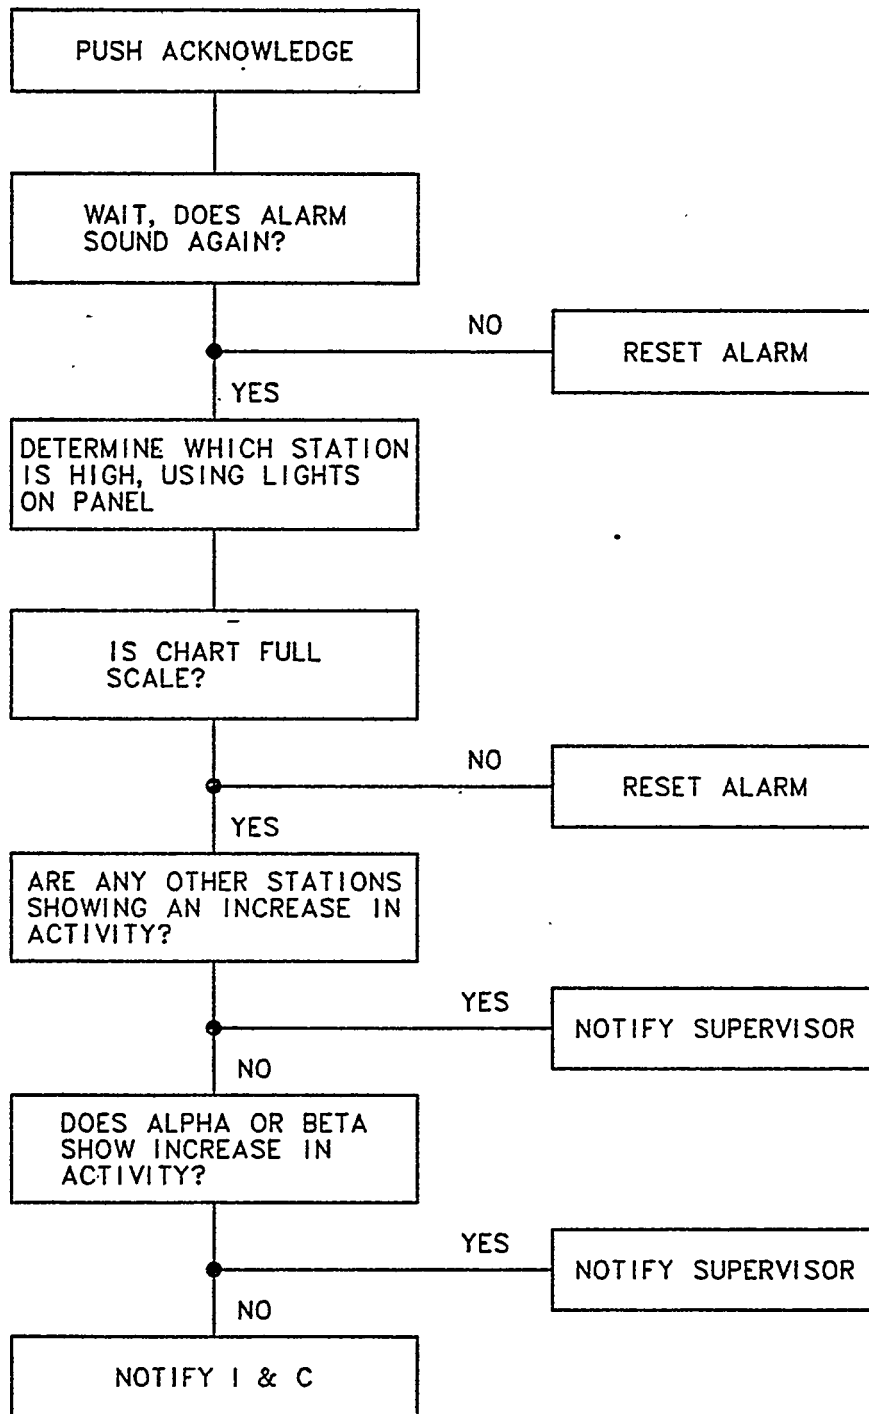 PUSH ACKNOWLEDGE
WAIT, DOES ALARM
SOUND AGAIN?
NO
RESET ALARM
YES
DETERMINE WHICH STATION
IS HIGH, USING LIGHTS
ON PANEL
IS CHART FULL
SCALE?
NO
RESET ALARM
YES
ARE ANY OTHER STATIONS
SHOWING AN INCREASE IN
ACTIVITY?
YES
NOTIFY SUPERVISOR
NO
DOES ALPHA OR BETA
SHOW INCREASE IN
ACTIVITY?
YES
NOTIFY SUPERVISOR
NO
NOTIFY I & C